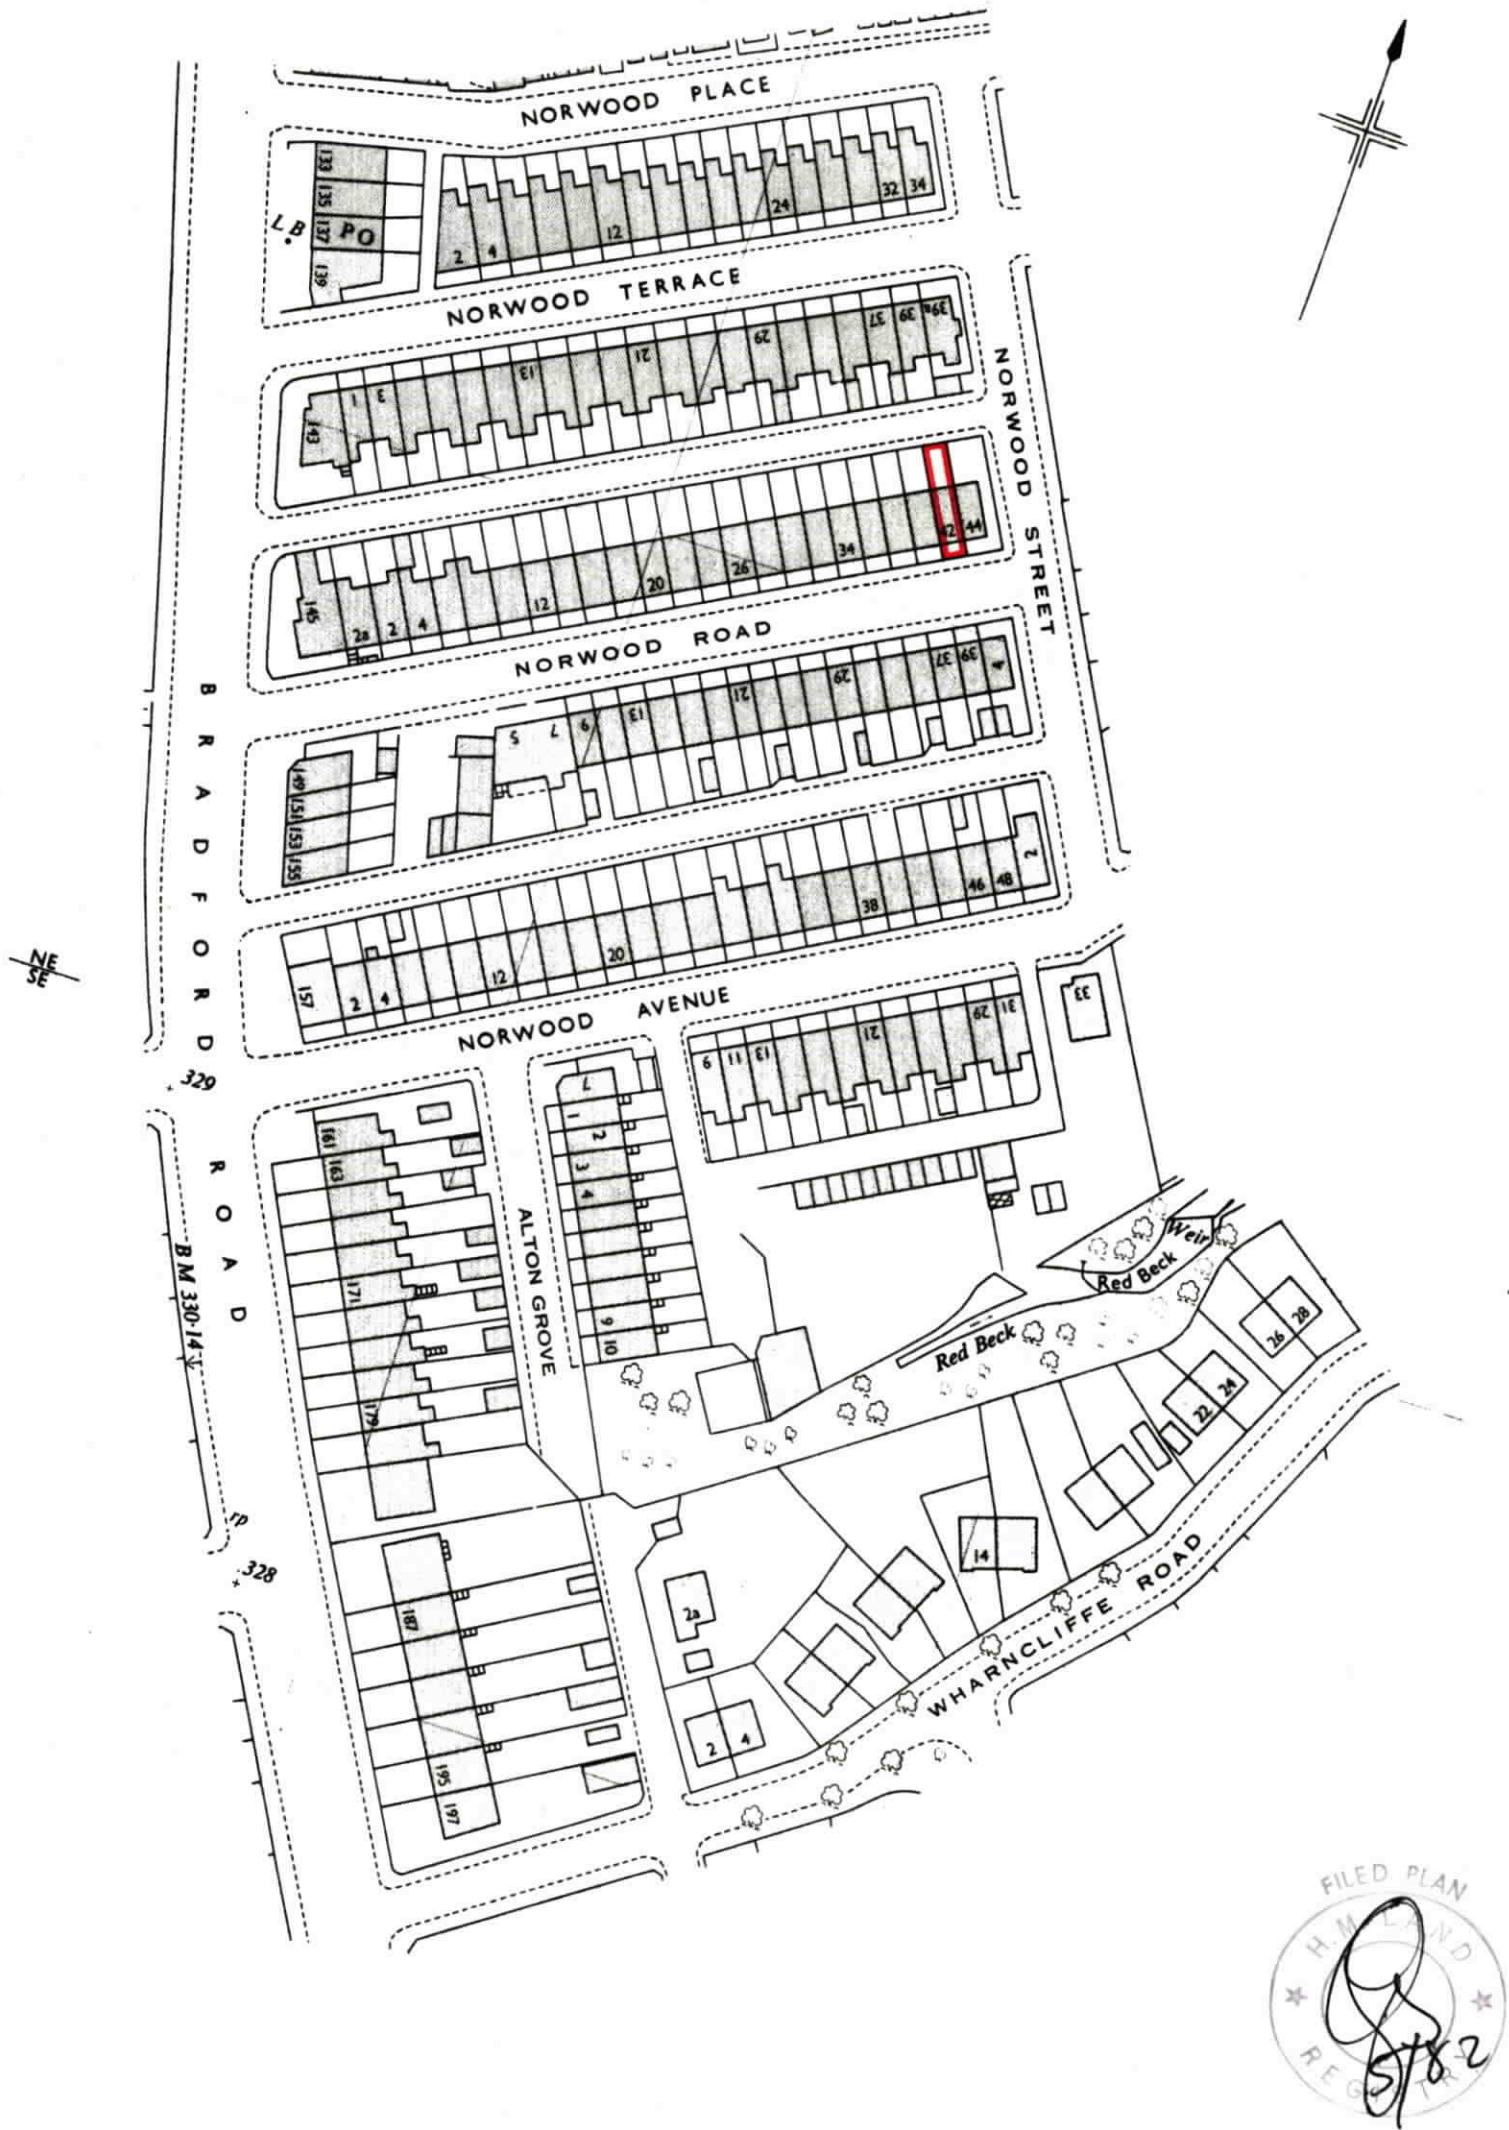 NORWOOD PLACE
133
135
137
139
LB
PO
2 4 12 24 32 34
NORWOOD TERRACE
143
1 3 13 21 29 37 39 39a
NORWOOD STREET
145
2a 2 4 12 20 26 34 42 44
NORWOOD ROAD
149
151
153
155
5 7 9 13 21 29 37 39
BRADFORD ROAD
157
2 4 12 20 38 46 48 2
NE
SE
NORWOOD AVENUE
9 11 13 21 29 31 33
329
161
163
171
179
BM 330·14
ALTON GROVE
7
1
2
3
4
9
10
Weir
Red Beck
Red Beck
26 28
22 24
14
2a
2 4
WHARNCLIFFE ROAD
rp
328
187
195
197
FILED PLAN
H.M. LAND
REGISTRY
5/82